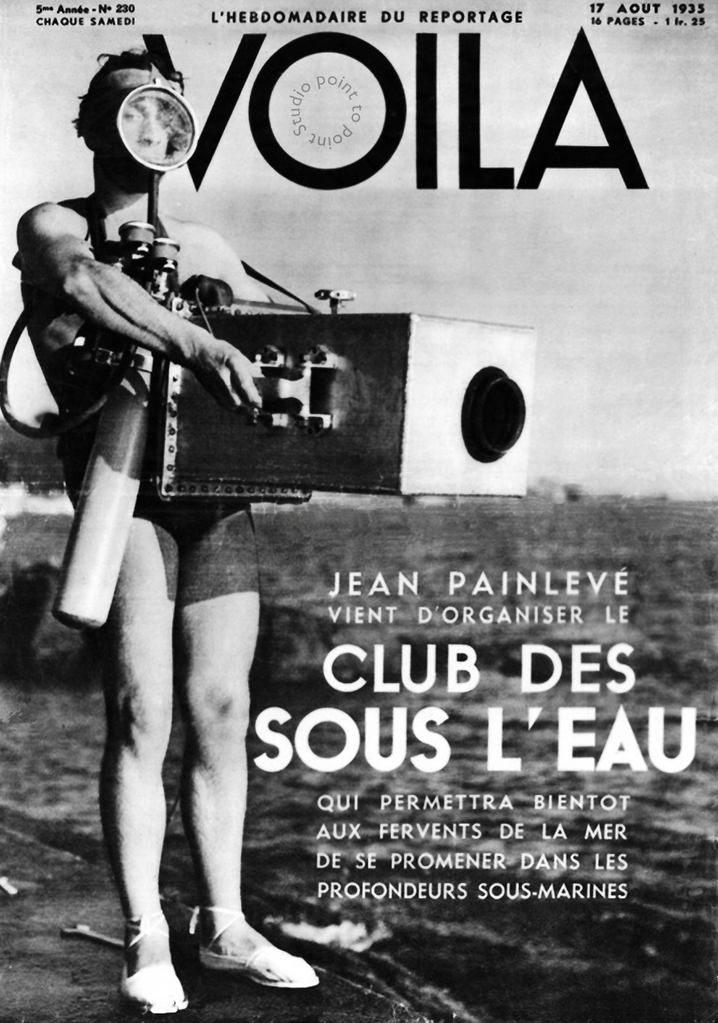 5me Année - No 230
CHAQUE SAMEDI
L'HEBDOMADAIRE DU REPORTAGE
17 AOUT 1935
16 PAGES - 1 fr. 25
VOILA
Studio point to point
JEAN PAINLEVÉ
VIENT D'ORGANISER LE
CLUB DES
SOUS L'EAU
QUI PERMETTRA BIENTOT
AUX FERVENTS DE LA MER
DE SE PROMENER DANS LES
PROFONDEURS SOUS-MARINES